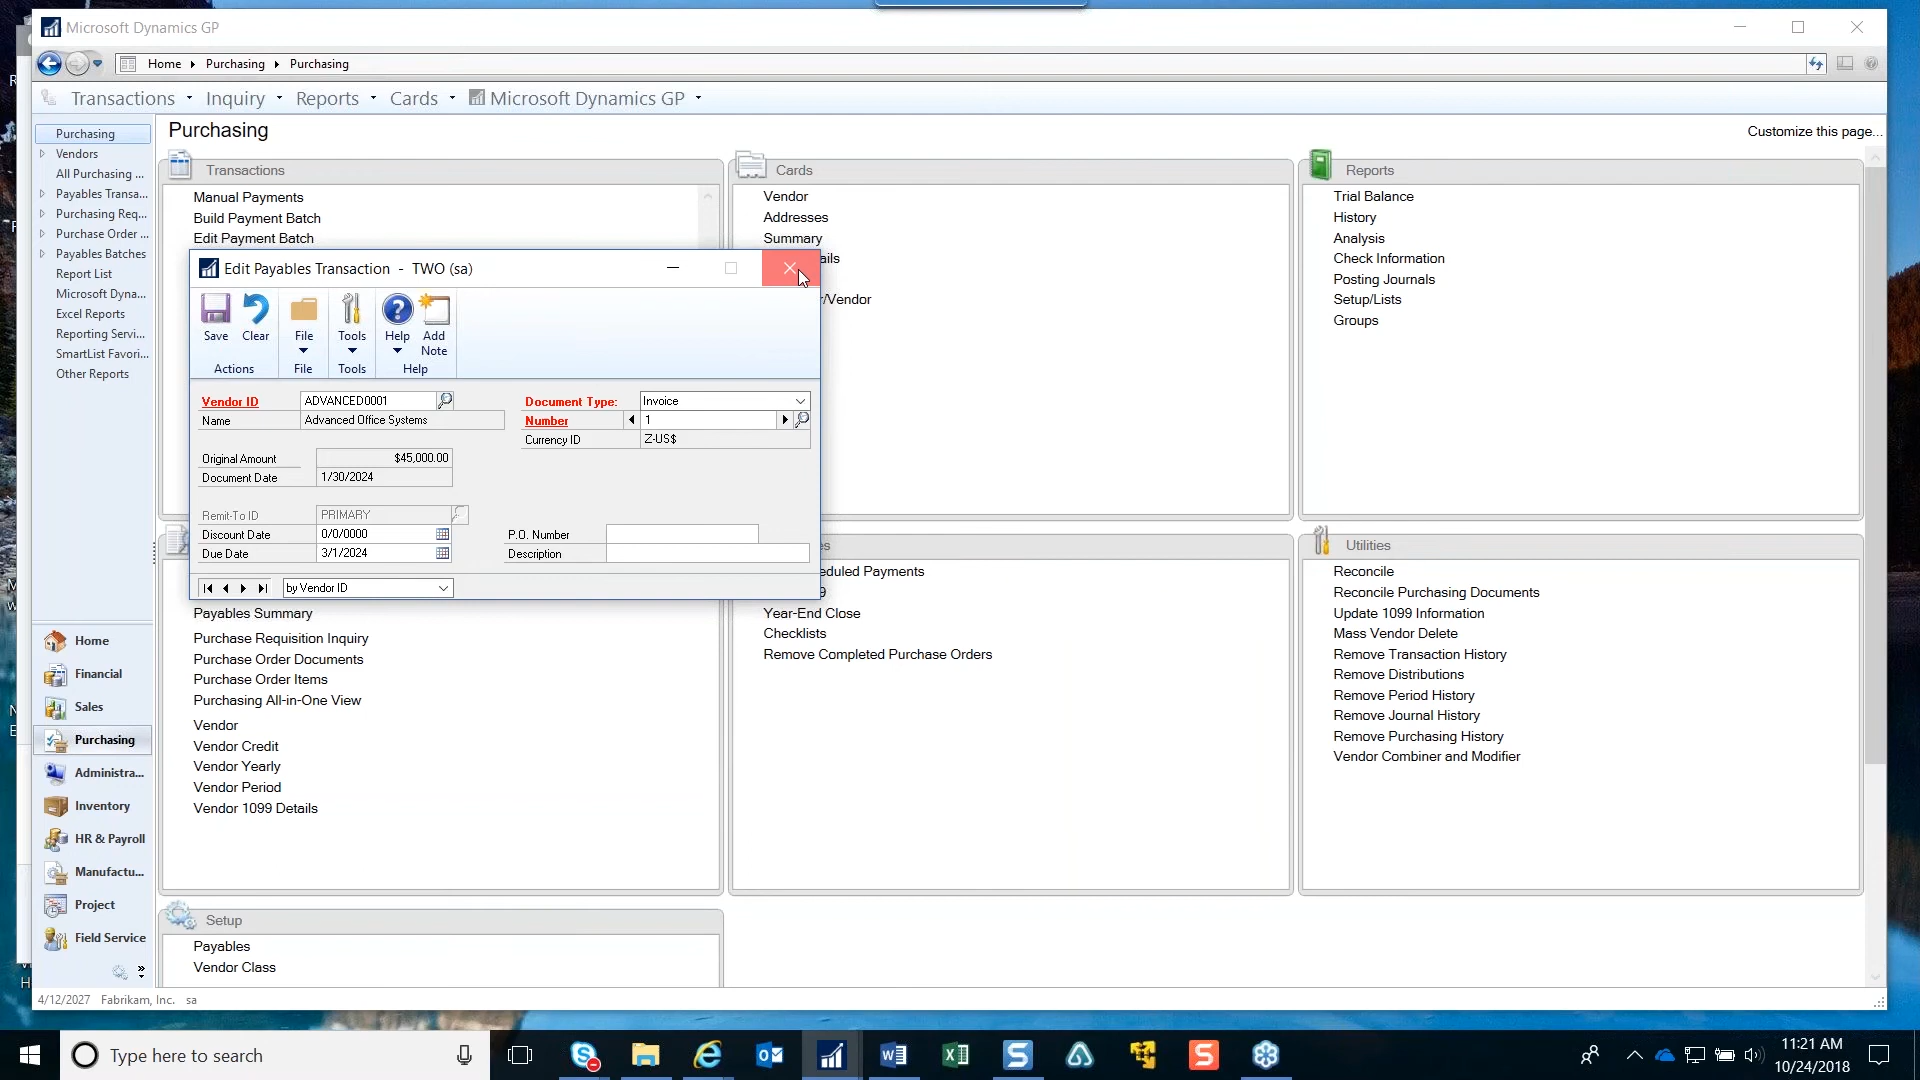 Microsoft Dynamics GP
Home Purchasing Purchasing
Transactions Inquiry Reports Cards Microsoft Dynamics GP
Purchasing
Vendors
All Purchasing ...
Payables Transa...
Purchasing Req...
Purchase Order ...
Payables Batches
Report List
Microsoft Dyna...
Excel Reports
Reporting Servi...
SmartList Favori...
Other Reports
Home
Financial
Sales
Purchasing
Administra...
Inventory
HR & Payroll
Manufactu...
Project
Field Service
Purchasing
Customize this page...
Transactions
Manual Payments
Build Payment Batch
Edit Payment Batch
Cards
Vendor
Addresses
Summary
ails
r/Vendor
Reports
Trial Balance
History
Analysis
Check Information
Posting Journals
Setup/Lists
Groups
Edit Payables Transaction - TWO (sa)
Save Clear File Tools Help Add Note
Actions File Tools Help
Vendor ID ADVANCED0001
Name Advanced Office Systems
Document Type: Invoice
Number 1
Currency ID Z-US$
Original Amount $45,000.00
Document Date 1/30/2024
Remit-To ID PRIMARY
Discount Date 0/0/0000
Due Date 3/1/2024
P.O. Number
Description
by Vendor ID
Payables Summary
Purchase Requisition Inquiry
Purchase Order Documents
Purchase Order Items
Purchasing All-in-One View
Vendor
Vendor Credit
Vendor Yearly
Vendor Period
Vendor 1099 Details
es
eduled Payments
9
Year-End Close
Checklists
Remove Completed Purchase Orders
Utilities
Reconcile
Reconcile Purchasing Documents
Update 1099 Information
Mass Vendor Delete
Remove Transaction History
Remove Distributions
Remove Period History
Remove Journal History
Remove Purchasing History
Vendor Combiner and Modifier
Setup
Payables
Vendor Class
4/12/2027 Fabrikam, Inc. sa
Type here to search
11:21 AM
10/24/2018